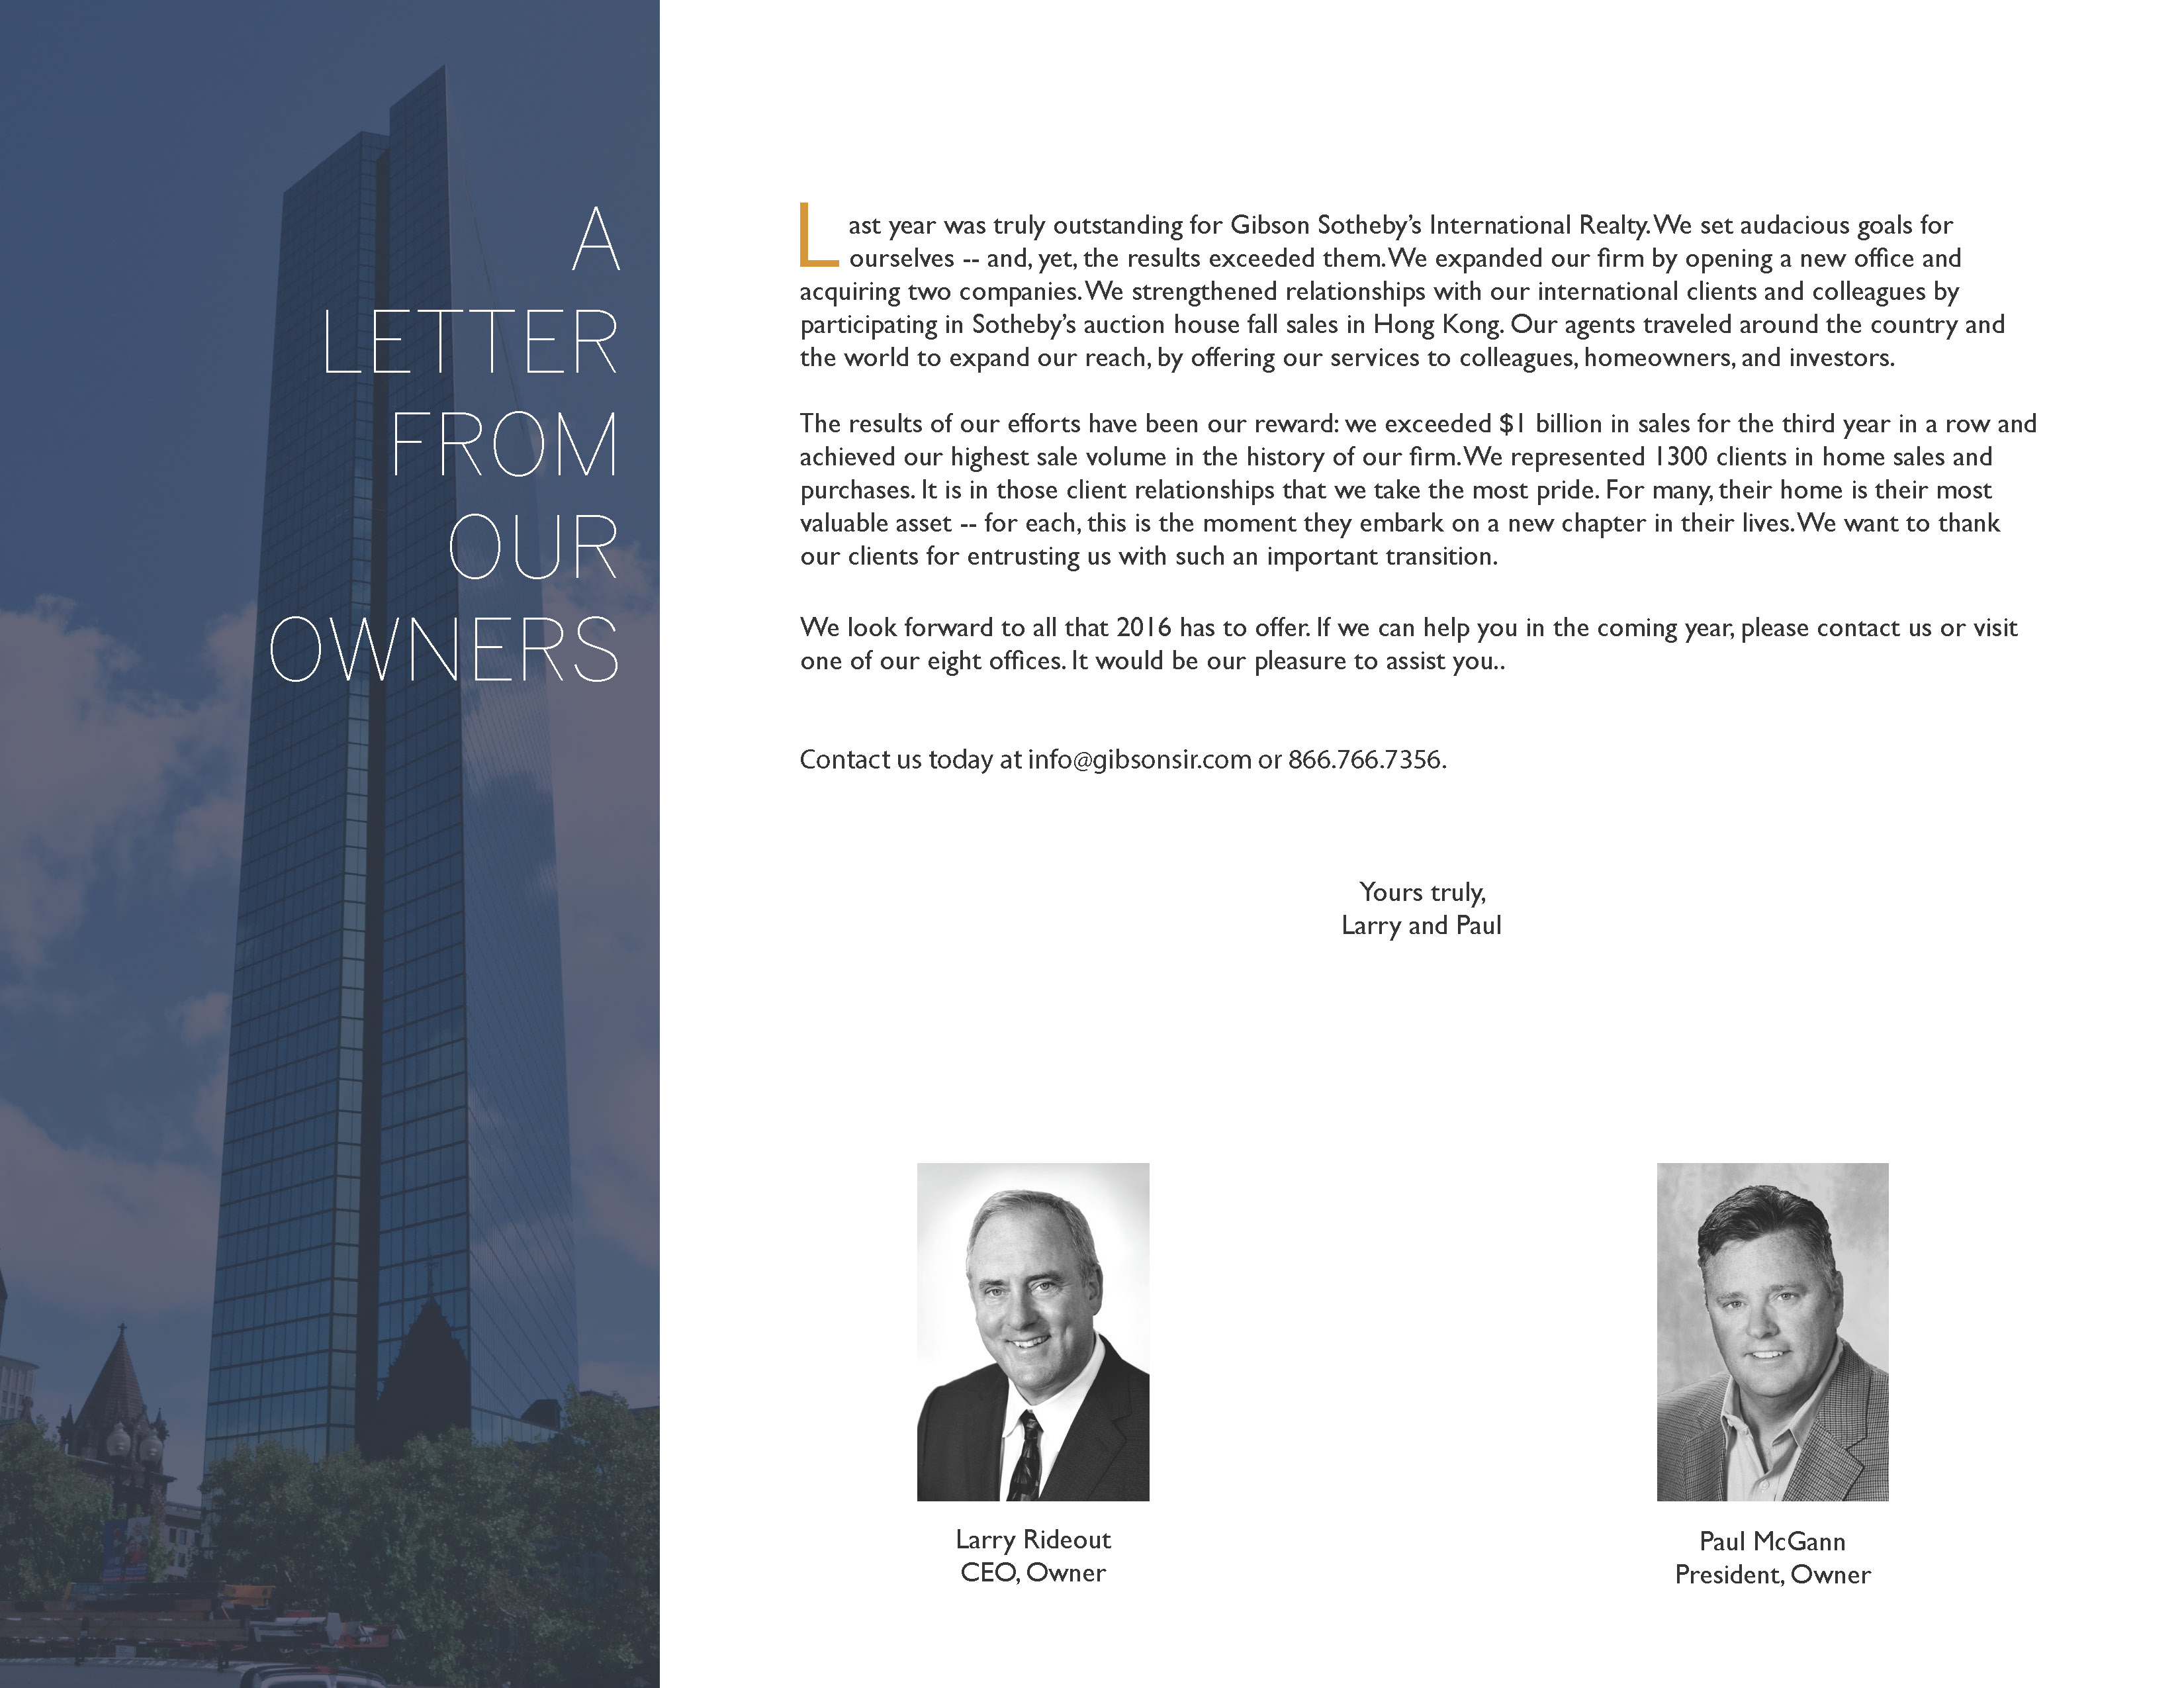 A
LETTER
FROM
OUR
OWNERS
Last year was truly outstanding for Gibson Sotheby's International Realty. We set audacious goals for
ourselves -- and, yet, the results exceeded them. We expanded our firm by opening a new office and
acquiring two companies. We strengthened relationships with our international clients and colleagues by
participating in Sotheby's auction house fall sales in Hong Kong. Our agents traveled around the country and
the world to expand our reach, by offering our services to colleagues, homeowners, and investors.
The results of our efforts have been our reward: we exceeded $1 billion in sales for the third year in a row and
achieved our highest sale volume in the history of our firm. We represented 1300 clients in home sales and
purchases. It is in those client relationships that we take the most pride. For many, their home is their most
valuable asset -- for each, this is the moment they embark on a new chapter in their lives. We want to thank
our clients for entrusting us with such an important transition.
We look forward to all that 2016 has to offer. If we can help you in the coming year, please contact us or visit
one of our eight offices. It would be our pleasure to assist you..
Contact us today at info@gibsonsir.com or 866.766.7356.
Yours truly,
Larry and Paul
Larry Rideout
CEO, Owner
Paul McGann
President, Owner